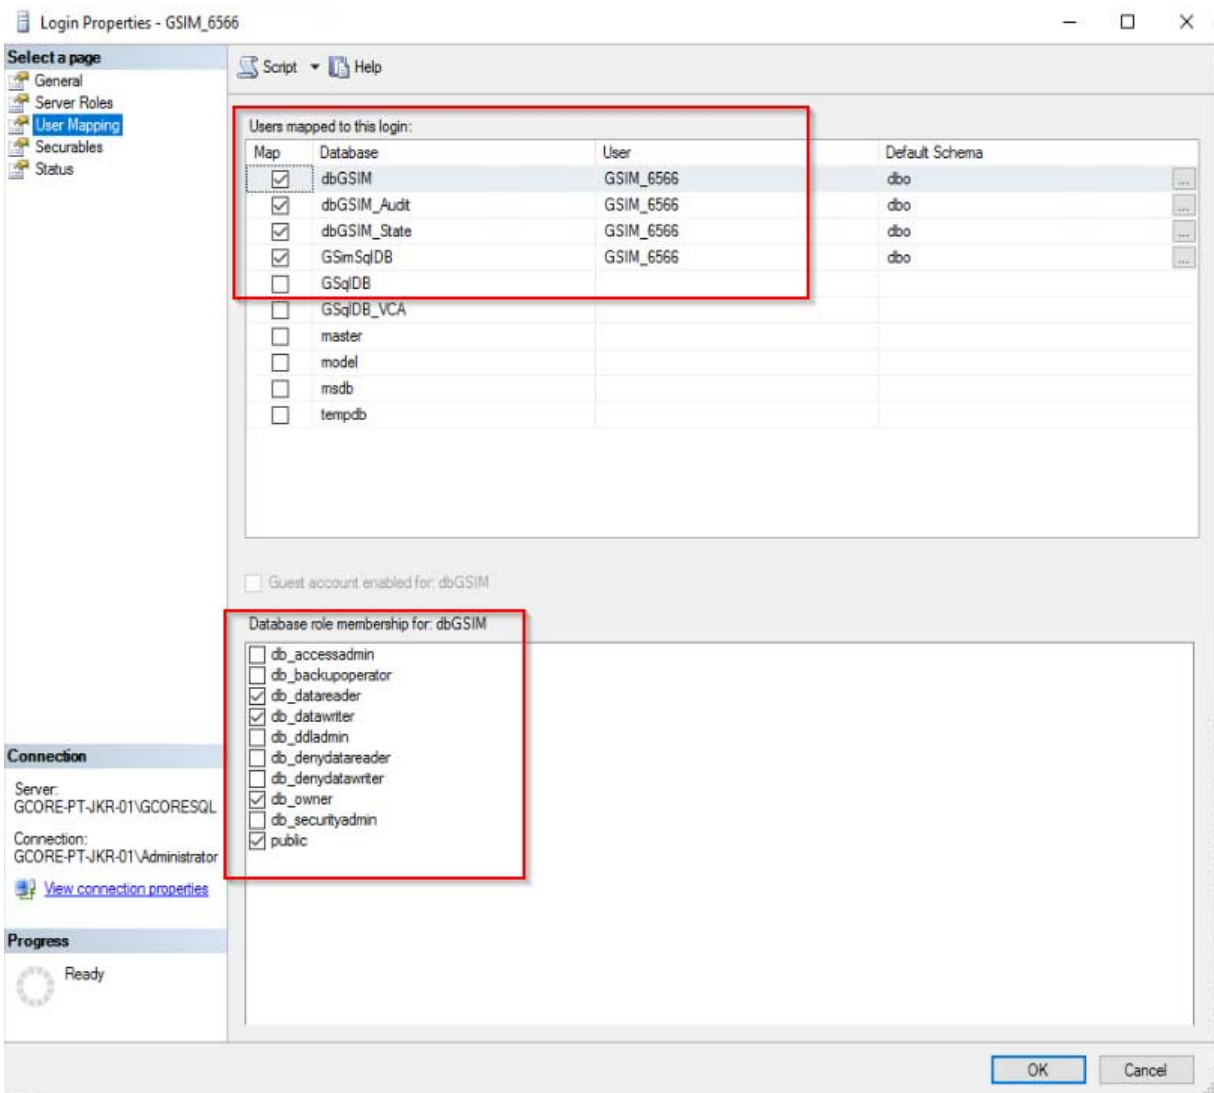 Login Properties - GSIM_6566
Select a page
General
Server Roles
User Mapping
Securables
Status
Script Help
Users mapped to this login:
Map Database User Default Schema
dbGSIM GSIM_6566 dbo ...
dbGSIM_Audit GSIM_6566 dbo ...
dbGSIM_State GSIM_6566 dbo ...
GSimSqlDB GSIM_6566 dbo ...
GSqlDB
GSqlDB_VCA
master
model
msdb
tempdb
Guest account enabled for: dbGSIM
Database role membership for: dbGSIM
db_accessadmin
db_backupoperator
db_datareader
db_datawriter
db_ddladmin
db_denydatareader
db_denydatawriter
db_owner
db_securityadmin
public
Connection
Server:
GCORE-PT-JKR-01\GCORESQL
Connection:
GCORE-PT-JKR-01\Administrator
View connection properties
Progress
Ready
OK Cancel